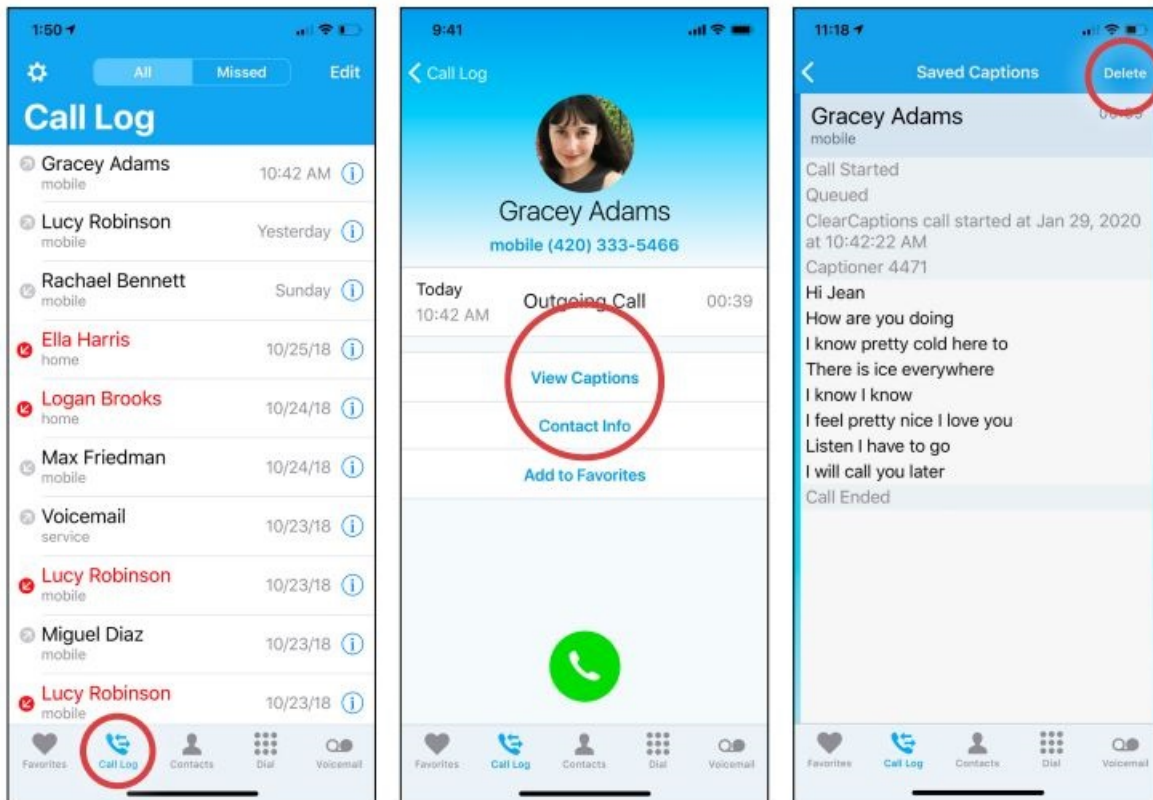 1:50
All Missed Edit
Call Log
Gracey Adams
mobile
10:42 AM
Lucy Robinson
mobile
Yesterday
Rachael Bennett
mobile
Sunday
Ella Harris
home
10/25/18
Logan Brooks
home
10/24/18
Max Friedman
mobile
10/24/18
Voicemail
service
10/23/18
Lucy Robinson
mobile
10/23/18
Miguel Diaz
mobile
10/23/18
Lucy Robinson
mobile
10/23/18
Favorites Call Log Contacts Dial Voicemail
9:41
Call Log
Gracey Adams
mobile (420) 333-5466
Today
10:42 AM
Outgoing Call
00:39
View Captions
Contact Info
Add to Favorites
Favorites Call Log Contacts Dial Voicemail
11:18
Saved Captions Delete
Gracey Adams
mobile
Call Started
Queued
ClearCaptions call started at Jan 29, 2020
at 10:42:22 AM
Captioner 4471
Hi Jean
How are you doing
I know pretty cold here to
There is ice everywhere
I know I know
I feel pretty nice I love you
Listen I have to go
I will call you later
Call Ended
Favorites Call Log Contacts Dial Voicemail